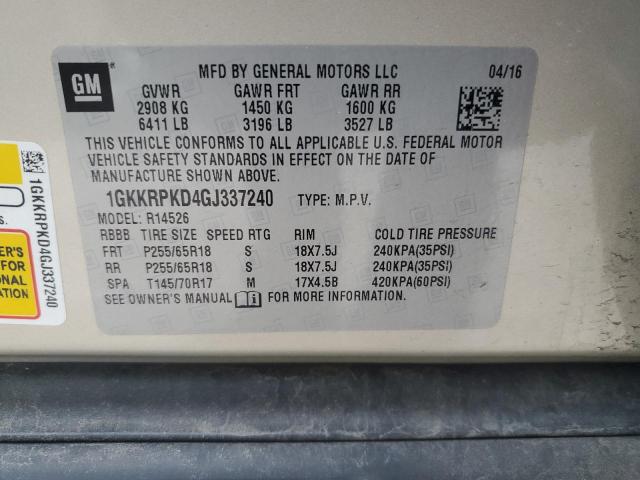 GM
MFD BY GENERAL MOTORS LLC 04/16
GVWR GAWR FRT GAWR RR
2908 KG 1450 KG 1600 KG
6411 LB 3196 LB 3527 LB
THIS VEHICLE CONFORMS TO ALL APPLICABLE U.S. FEDERAL MOTOR
VEHICLE SAFETY STANDARDS IN EFFECT ON THE DATE OF
MANUFACTURE SHOWN ABOVE.
1GKKRPKD4GJ337240 TYPE: M.P.V.
MODEL: R14526
RBBB TIRE SIZE SPEED RTG RIM COLD TIRE PRESSURE
FRT P255/65R18 S 18X7.5J 240KPA(35PSI)
RR P255/65R18 S 18X7.5J 240KPA(35PSI)
SPA T145/70R17 M 17X4.5B 420KPA(60PSI)
SEE OWNER'S MANUAL FOR MORE INFORMATION.
1GKKRPKD4GJ337240
s.
ER'S
FOR
ONAL
N.